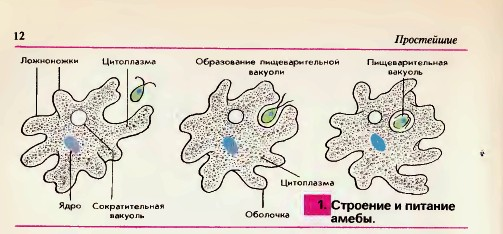 12
Простейшие
Ложноножки Цитоплазма
Образование пищеварительной
вакуоли
Пищеварительная
вакуоль
Ядро Сократительная
вакуоль
Цитоплазма
Оболочка
1. Строение и питание
амебы.